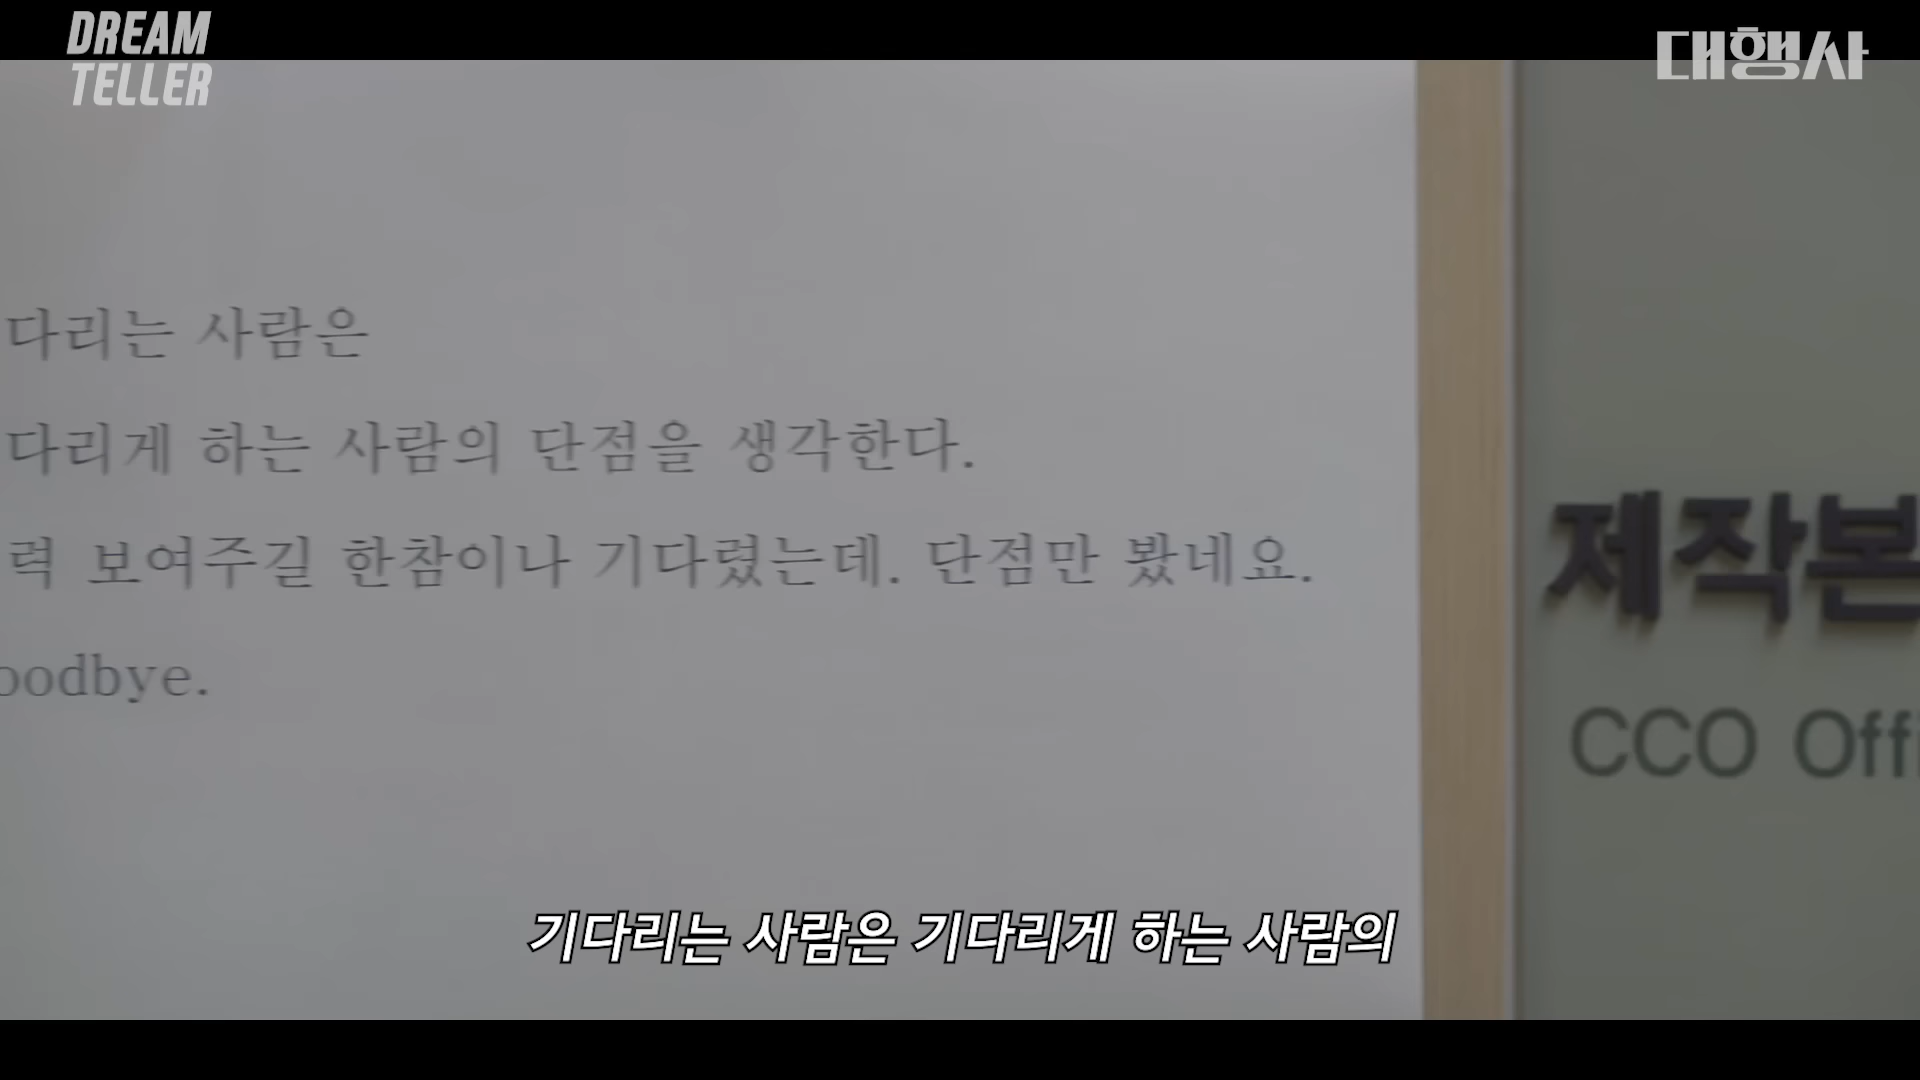 DREAM
TELLER
대행사
다리는 사람은
다리게 하는 사람의 단점을 생각한다.
력 보여주길 한참이나 기다렸는데. 단점만 봤네요.
oodbye.
제작본
CCO Offi
기다리는 사람은 기다리게 하는 사람의